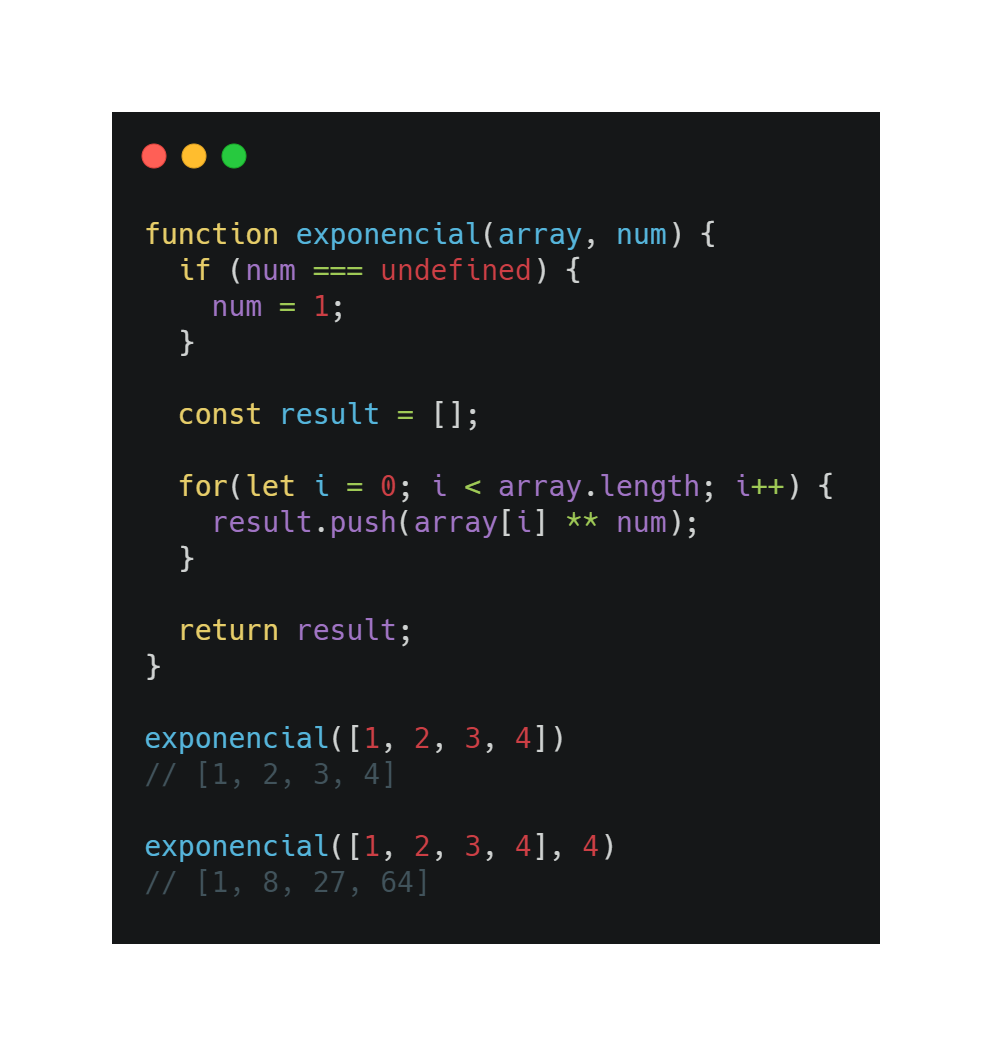 function exponencial(array, num) {
  if (num === undefined) {
    num = 1;
  }

  const result = [];

  for(let i = 0; i < array.length; i++) {
    result.push(array[i] ** num);
  }

  return result;
}

exponencial([1, 2, 3, 4])
// [1, 2, 3, 4]

exponencial([1, 2, 3, 4], 4)
// [1, 8, 27, 64]